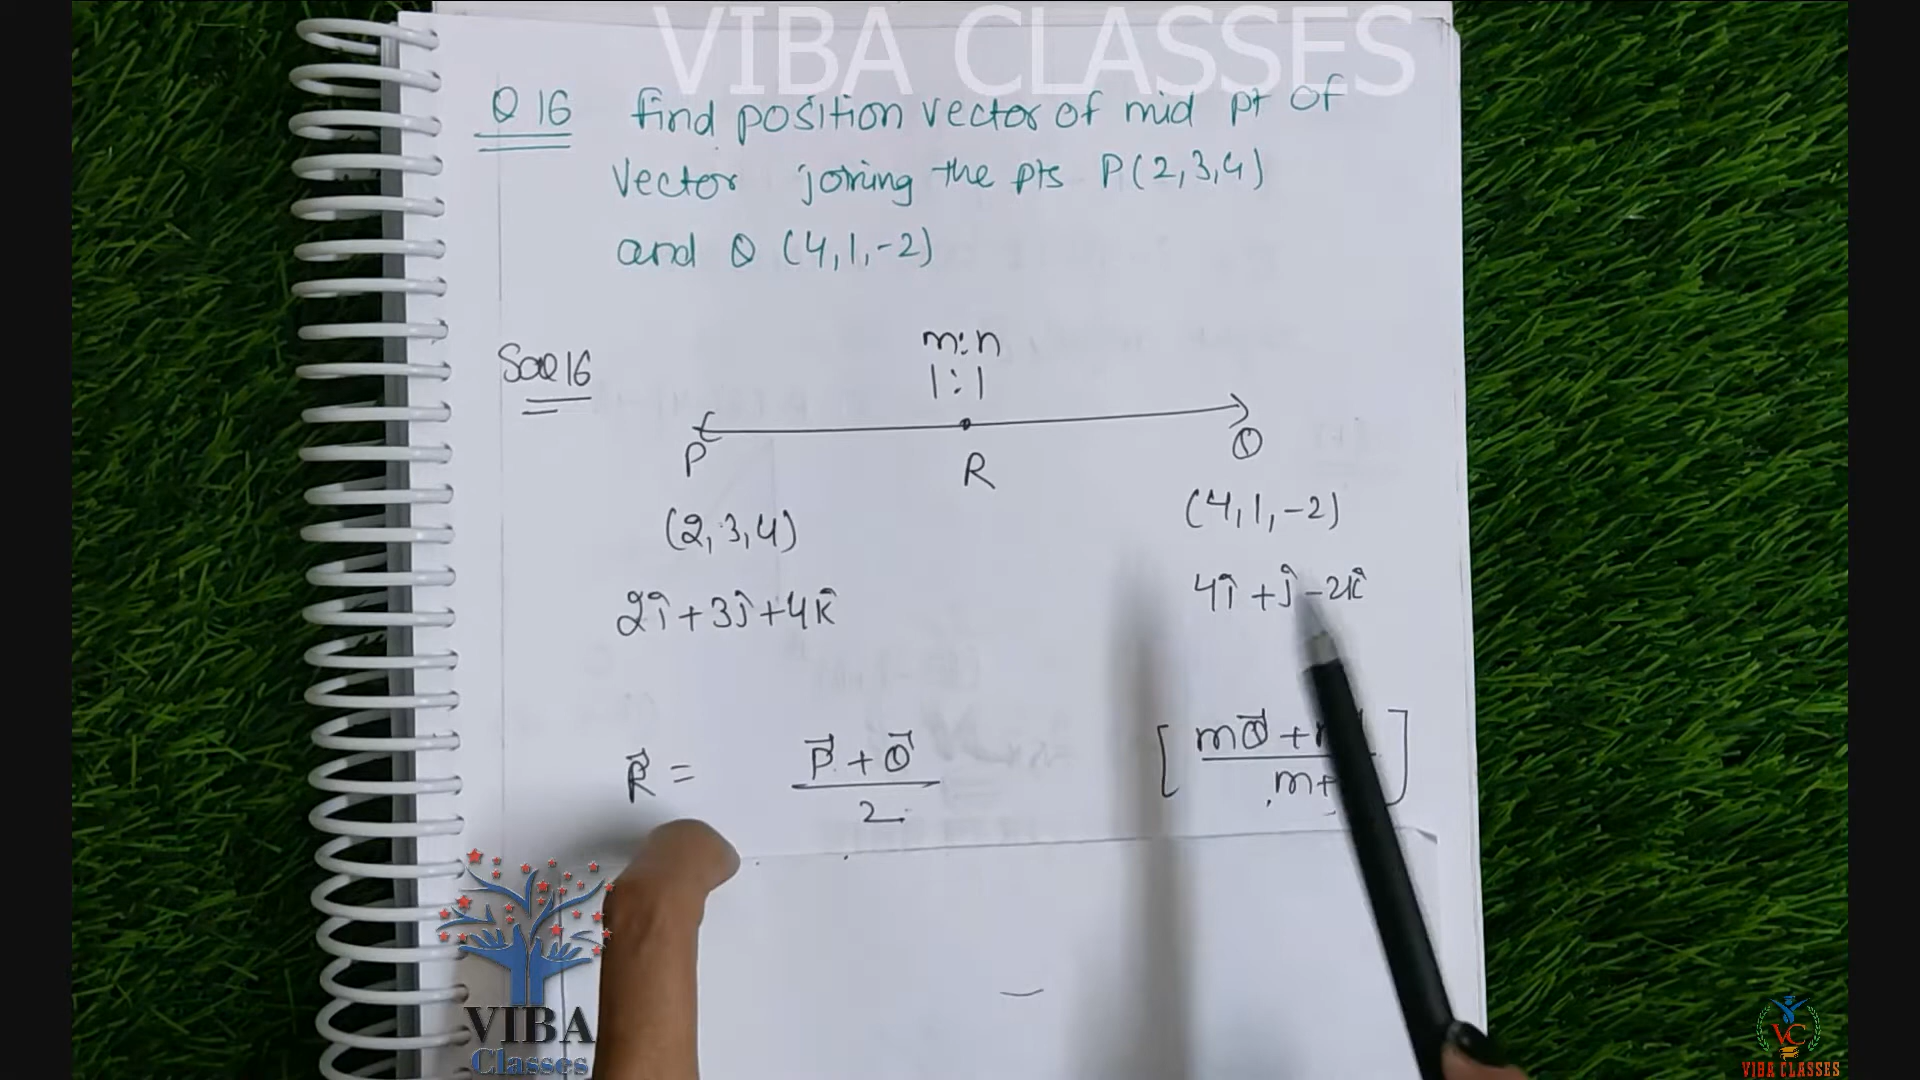 VIBA CLASSES
Q 16 find position vector of mid pt of
vector joining the pts P(2,3,4)
and Q (4,1,-2)
Sol 16
m:n
1:1
P
R
Q
(2,3,4)
(4,1,-2)
2î+3ĵ+4k̂
4î+ĵ-2k̂
R⃗ = P⃗+Q⃗ / 2
[ mQ⃗+ / m+ ]
VIBA
Classes
VC
VIBA CLASSES